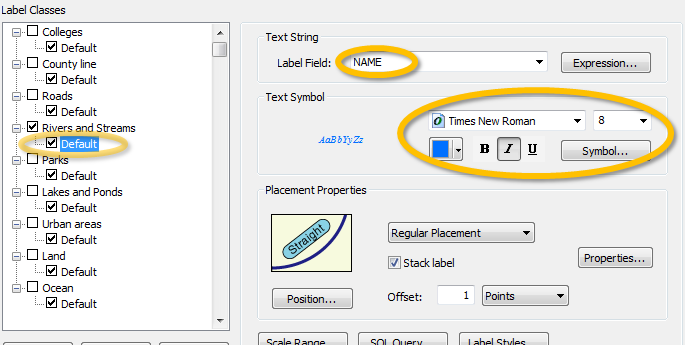 Label Classes
Colleges
Default
County line
Default
Roads
Default
Rivers and Streams
Default
Parks
Default
Lakes and Ponds
Default
Urban areas
Default
Land
Default
Ocean
Default
Text String
Label Field: NAME Expression...
Text Symbol
AaBbYyZz
Times New Roman 8
B I U Symbol...
Placement Properties
Straight
Regular Placement
Stack label
Properties...
Position...
Offset: 1 Points
Scale Range... SQL Query... Label Styles...